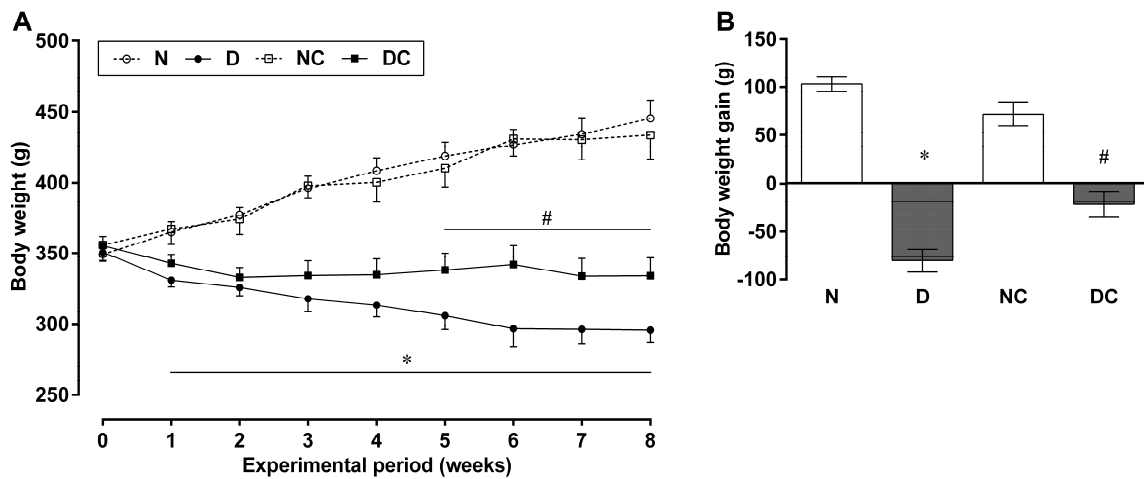 A
500
N D NC DC
450
400
350
300
250
Body weight (g)
#
*
0 1 2 3 4 5 6 7 8
Experimental period (weeks)
B
150
100
50
0
-50
-100
Body weight gain (g)
*
#
N D NC DC